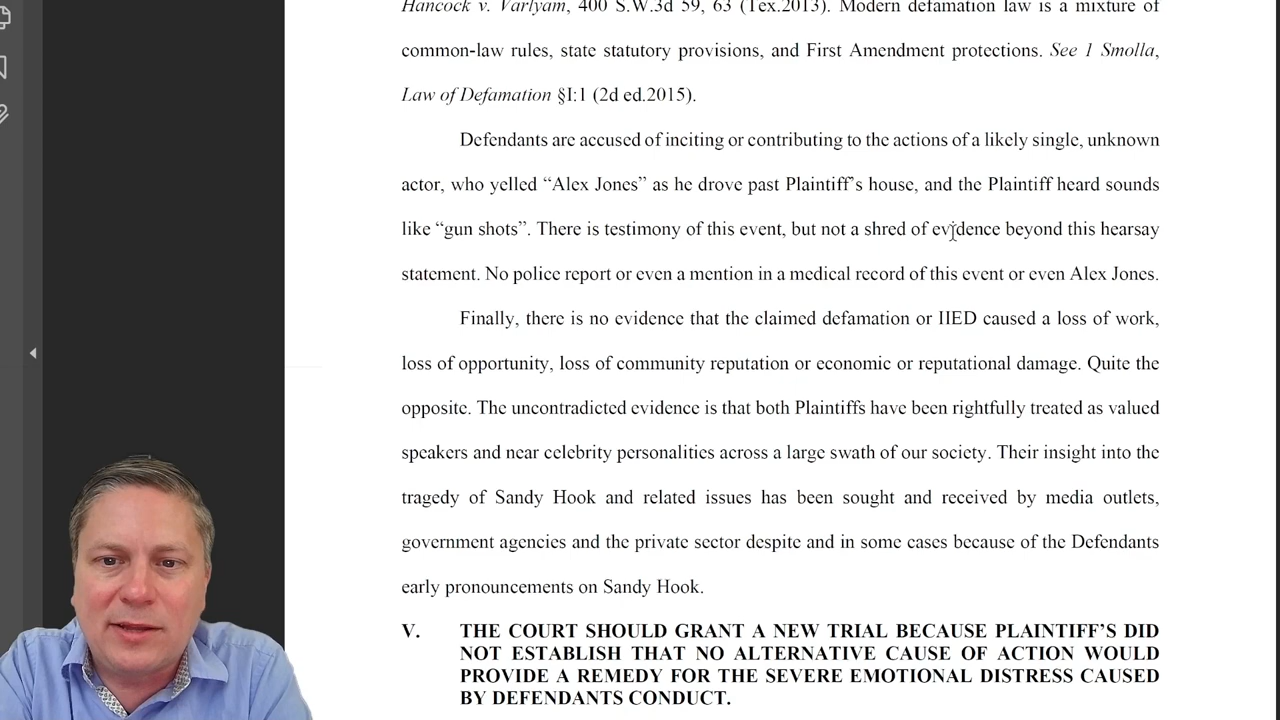 Hancock v. Varlyam, 400 S.W.3d 59, 63 (Tex.2013). Modern defamation law is a mixture of
common-law rules, state statutory provisions, and First Amendment protections. See 1 Smolla,
Law of Defamation §I:1 (2d ed.2015).
Defendants are accused of inciting or contributing to the actions of a likely single, unknown
actor, who yelled “Alex Jones” as he drove past Plaintiff’s house, and the Plaintiff heard sounds
like “gun shots”. There is testimony of this event, but not a shred of evidence beyond this hearsay
statement. No police report or even a mention in a medical record of this event or even Alex Jones.
Finally, there is no evidence that the claimed defamation or IIED caused a loss of work,
loss of opportunity, loss of community reputation or economic or reputational damage. Quite the
opposite. The uncontradicted evidence is that both Plaintiffs have been rightfully treated as valued
speakers and near celebrity personalities across a large swath of our society. Their insight into the
tragedy of Sandy Hook and related issues has been sought and received by media outlets,
government agencies and the private sector despite and in some cases because of the Defendants
early pronouncements on Sandy Hook.
V. THE COURT SHOULD GRANT A NEW TRIAL BECAUSE PLAINTIFF’S DID
NOT ESTABLISH THAT NO ALTERNATIVE CAUSE OF ACTION WOULD
PROVIDE A REMEDY FOR THE SEVERE EMOTIONAL DISTRESS CAUSED
BY DEFENDANTS CONDUCT.